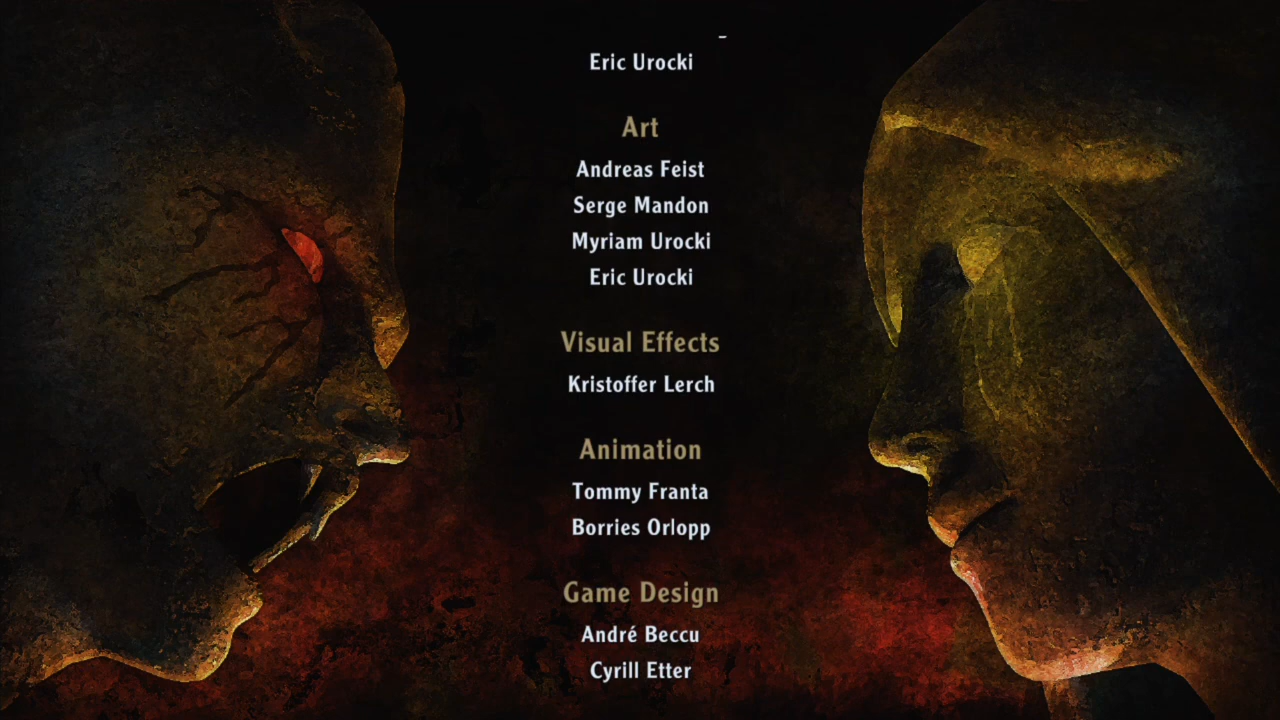 Eric Urocki
Art
Andreas Feist
Serge Mandon
Myriam Urocki
Eric Urocki
Visual Effects
Kristoffer Lerch
Animation
Tommy Franta
Borries Orlopp
Game Design
André Beccu
Cyrill Etter